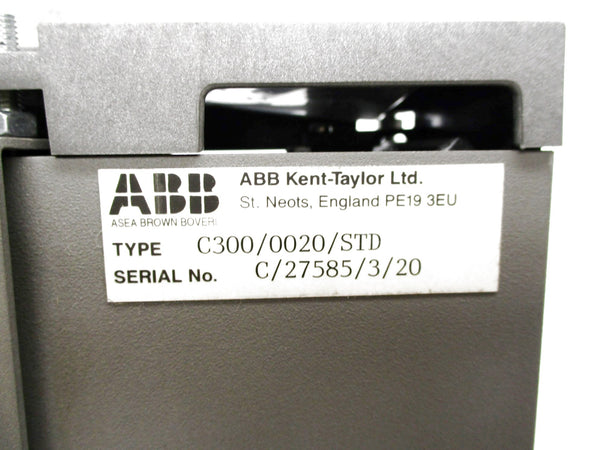 ABB
ASEA BROWN BOVERI
ABB Kent-Taylor Ltd.
St. Neots, England PE19 3EU
TYPE C300/0020/STD
SERIAL No. C/27585/3/20